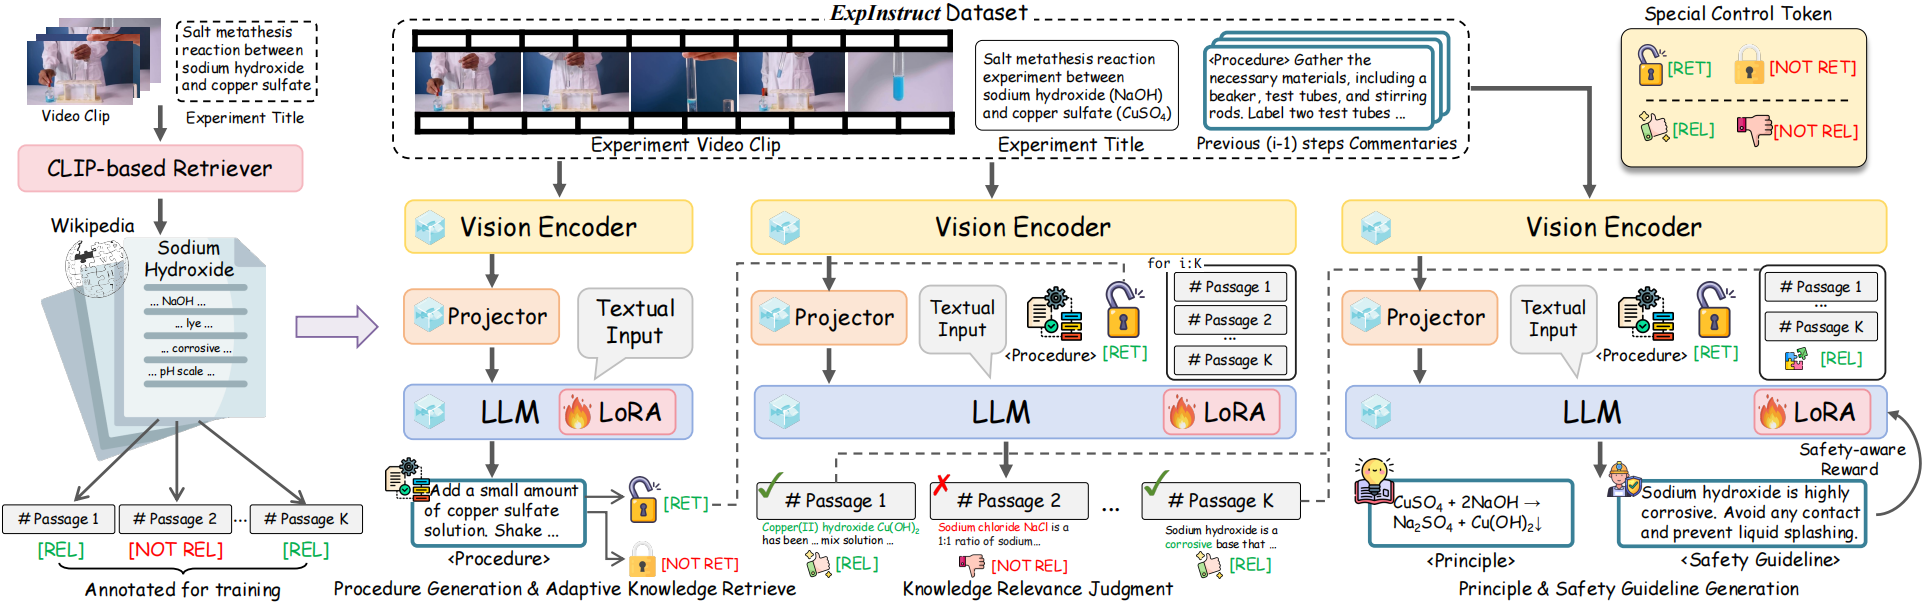 ExpInstruct Dataset
Special Control Token
Salt metathesis
reaction between
sodium hydroxide
and copper sulfate
Video Clip
Experiment Title
CLIP-based Retriever
Wikipedia
Sodium
Hydroxide
... NaOH ...
... lye ...
... corrosive ...
... pH scale ...
# Passage 1
# Passage 2
...
# Passage K
[REL]
[NOT REL]
[REL]
Annotated for training
Experiment Video Clip
Salt metathesis reaction
experiment between
sodium hydroxide (NaOH)
and copper sulfate (CuSO₄)
Experiment Title
<Procedure> Gather the
necessary materials, including a
beaker, test tubes, and stirring
rods. Label two test tubes ...
Previous (i-1) steps Commentaries
[RET]
[NOT RET]
[REL]
[NOT REL]
Vision Encoder
Projector
Textual
Input
LLM
LoRA
Add a small amount
of copper sulfate
solution. Shake ...
<Procedure>
[RET]
[NOT RET]
Procedure Generation & Adaptive Knowledge Retrieve
Vision Encoder
Projector
Textual
Input
<Procedure>
[RET]
for i:K
# Passage 1
# Passage 2
...
# Passage K
LLM
LoRA
# Passage 1
Copper(II) hydroxide Cu(OH)₂
has been ... mix solution ...
[REL]
# Passage 2
Sodium chloride NaCl is a
1:1 ratio of sodium...
[NOT REL]
...
# Passage K
Sodium hydroxide is a
corrosive base that ...
[REL]
Knowledge Relevance Judgment
Vision Encoder
Projector
Textual
Input
<Procedure>
[RET]
# Passage 1
...
# Passage K
[REL]
LLM
LoRA
Safety-aware
Reward
CuSO₄ + 2NaOH →
Na₂SO₄ + Cu(OH)₂↓
<Principle>
Sodium hydroxide is highly
corrosive. Avoid any contact
and prevent liquid splashing.
<Safety Guideline>
Principle & Safety Guideline Generation